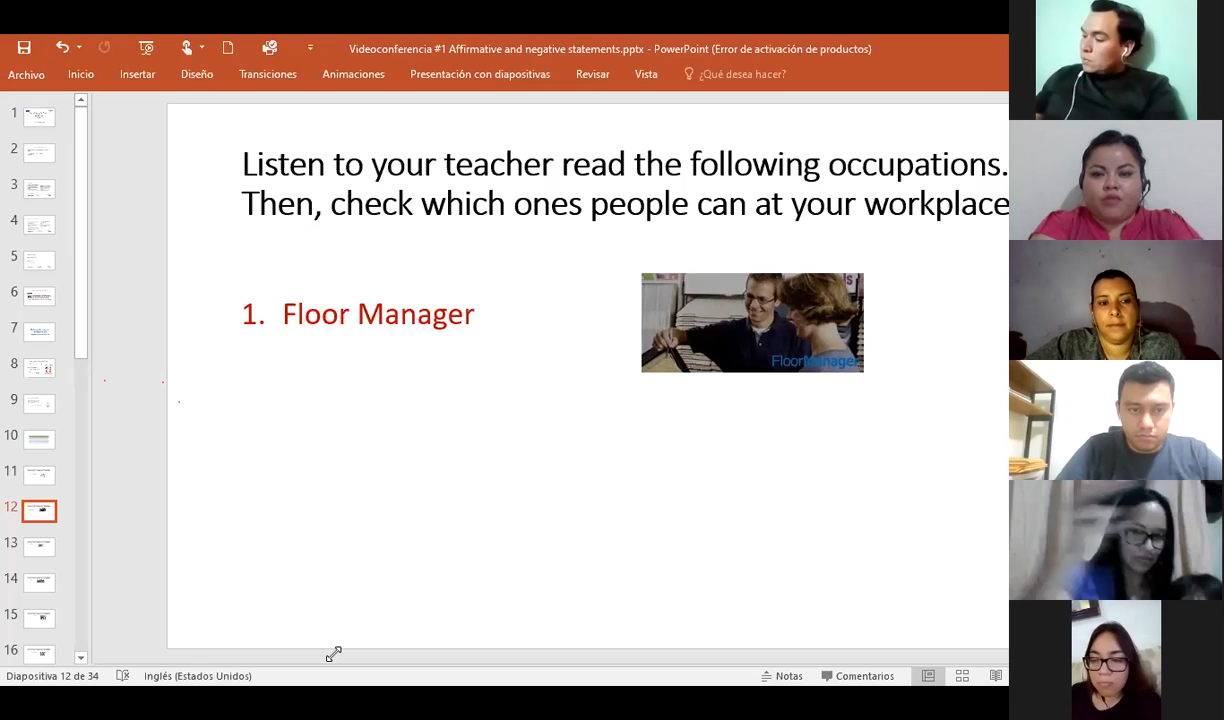 Videoconferencia #1 Affirmative and negative statements.pptx - PowerPoint (Error de activación de productos)
Archivo Inicio Insertar Diseño Transiciones Animaciones Presentación con diapositivas Revisar Vista ¿Qué desea hacer?
1
2
3
4
5
6
7
8
9
10
11
12
13
14
15
16
Listen to your teacher read the following occupations.
Then, check which ones people can at your workplace
1. Floor Manager
FloorManager
Diapositiva 12 de 34 Inglés (Estados Unidos) Notas Comentarios